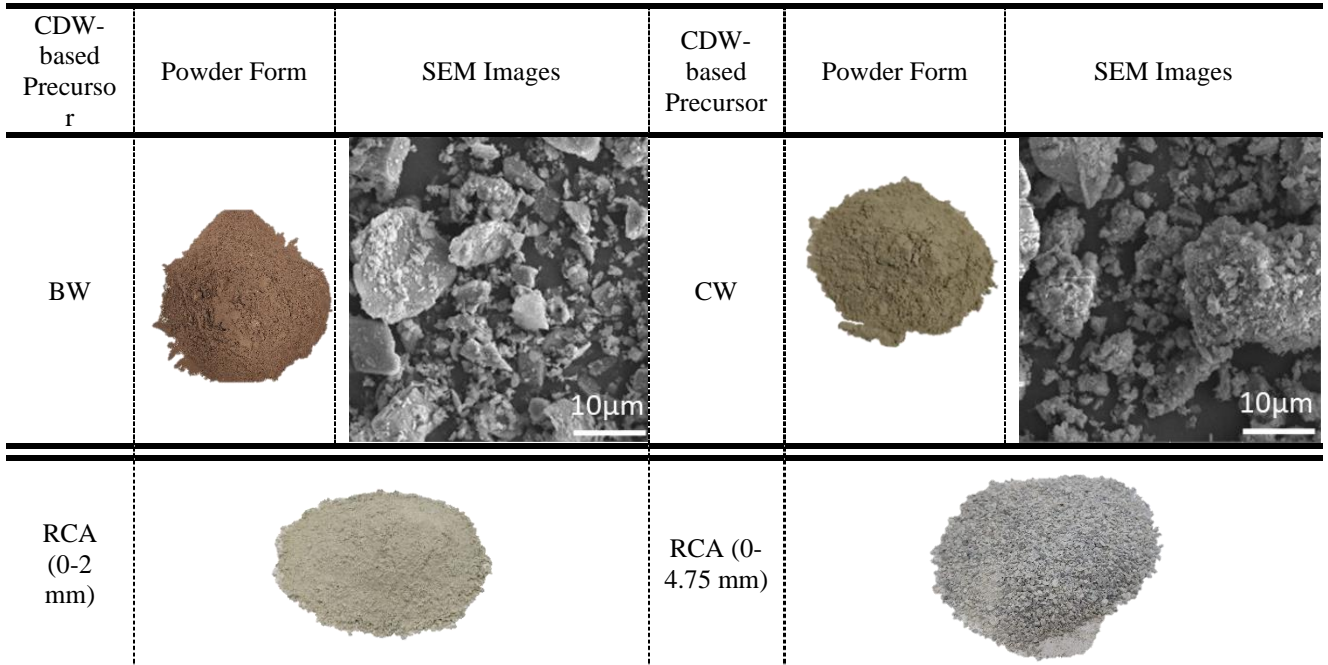 CDW-
based
Precurso
r
Powder Form
SEM Images
CDW-
based
Precursor
Powder Form
SEM Images
BW
10µm
CW
10µm
RCA
(0-2
mm)
RCA (0-
4.75 mm)